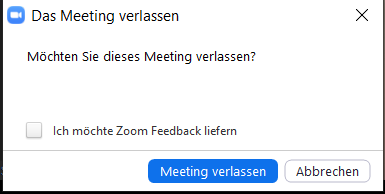 Das Meeting verlassen
Möchten Sie dieses Meeting verlassen?
Ich möchte Zoom Feedback liefern
Meeting verlassen Abbrechen